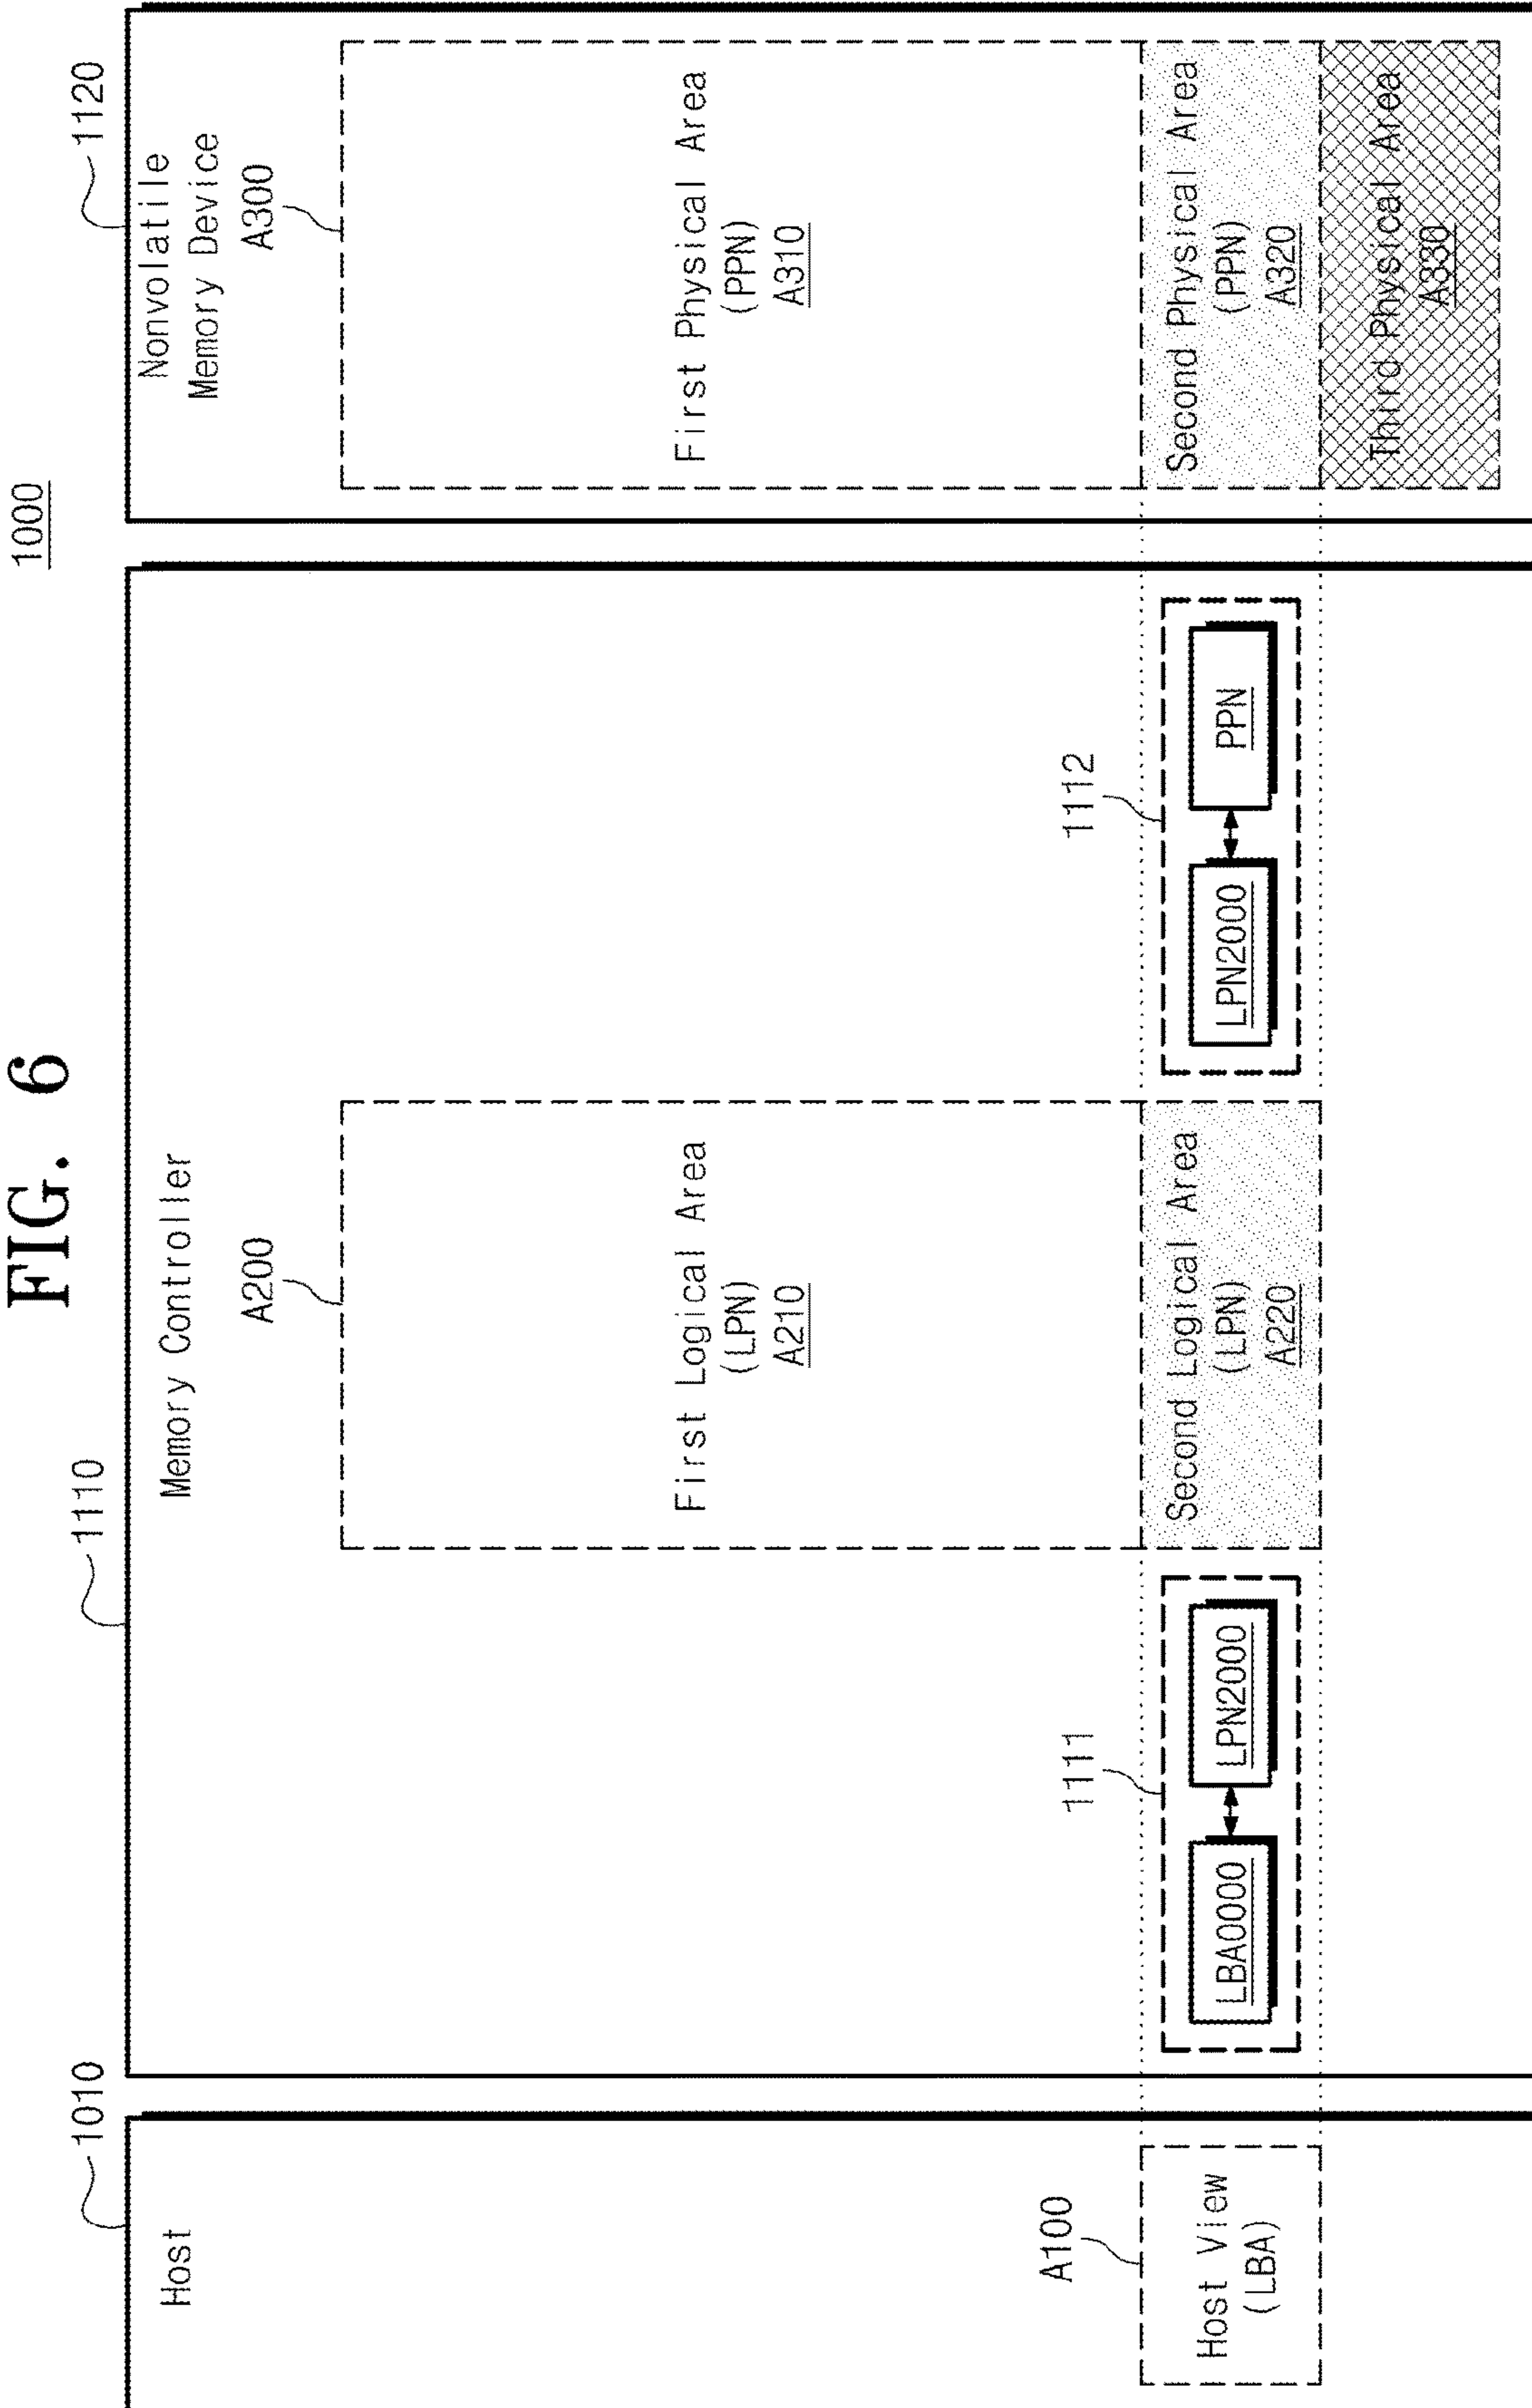 FIG. 6
1000
1010
1110
1120
Host
Memory Controller
Nonvolatile
Memory Device
A200
A300
First Logical Area
(LPN)
A210
First Physical Area
(PPN)
A310
A100
1111
1112
Host View
(LBA)
LBA0000
LPN2000
Second Logical Area
(LPN)
A220
LPN2000
PPN
Second Physical Area
(PPN)
A320
Third Physical Area
A330